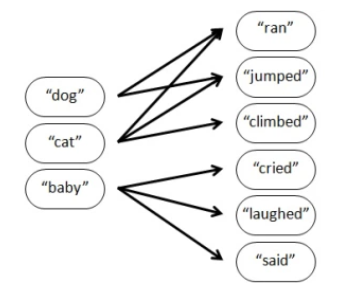 “dog”
“cat”
“baby”
“ran”
“jumped”
“climbed”
“cried”
“laughed”
“said”